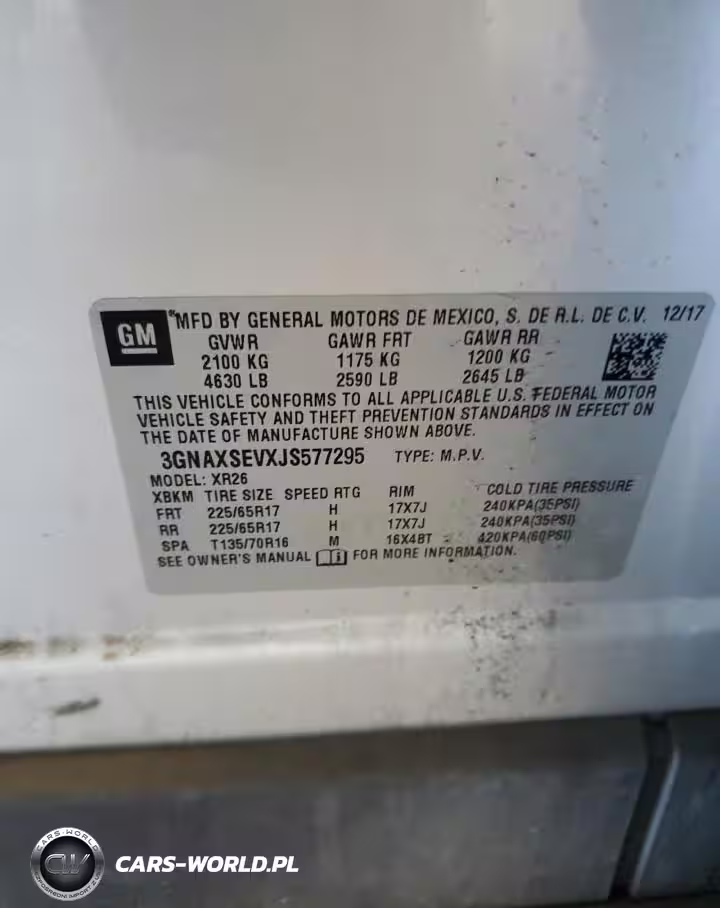 GM
®MFD BY GENERAL MOTORS DE MEXICO, S. DE R.L. DE C.V. 12/17
GVWR GAWR FRT GAWR RR
2100 KG 1175 KG 1200 KG
4630 LB 2590 LB 2645 LB
THIS VEHICLE CONFORMS TO ALL APPLICABLE U.S. FEDERAL MOTOR
VEHICLE SAFETY AND THEFT PREVENTION STANDARDS IN EFFECT ON
THE DATE OF MANUFACTURE SHOWN ABOVE.
3GNAXSEVXJS577295 TYPE: M.P.V.
MODEL: XR26
XBKM TIRE SIZE SPEED RTG RIM COLD TIRE PRESSURE
FRT 225/65R17 H 17X7J 240KPA(35PSI)
RR 225/65R17 H 17X7J 240KPA(35PSI)
SPA T135/70R16 M 16X4BT 420KPA(60PSI)
SEE OWNER'S MANUAL FOR MORE INFORMATION.
CARS-WORLD
CW
CARS-WORLD.PL